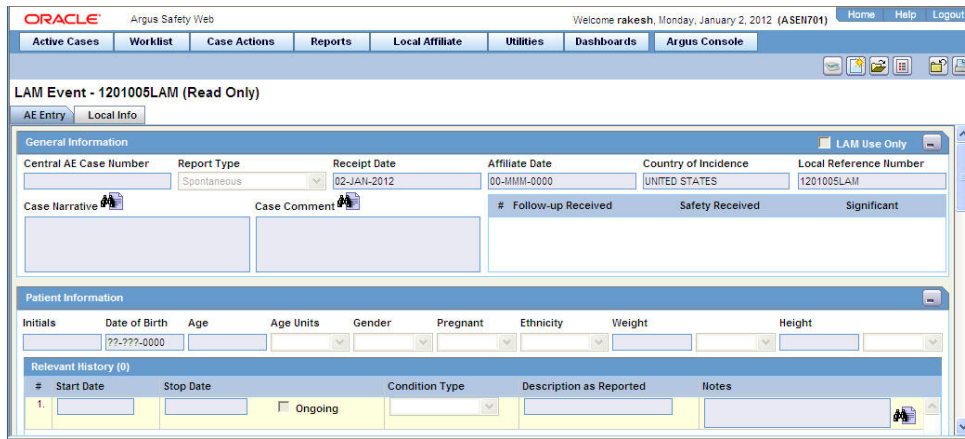 ORACLE® Argus Safety Web Welcome rakesh, Monday, January 2, 2012 (ASEN701) Home Help Logout
Active Cases Worklist Case Actions Reports Local Affiliate Utilities Dashboards Argus Console
LAM Event - 1201005LAM (Read Only)
AE Entry Local Info
General Information LAM Use Only
Central AE Case Number Report Type Receipt Date Affiliate Date Country of Incidence Local Reference Number
Spontaneous 02-JAN-2012 00-MMM-0000 UNITED STATES 1201005LAM
Case Narrative Case Comment # Follow-up Received Safety Received Significant
Patient Information
Initials Date of Birth Age Age Units Gender Pregnant Ethnicity Weight Height
??-???-0000
Relevant History (0)
# Start Date Stop Date Condition Type Description as Reported Notes
1. Ongoing